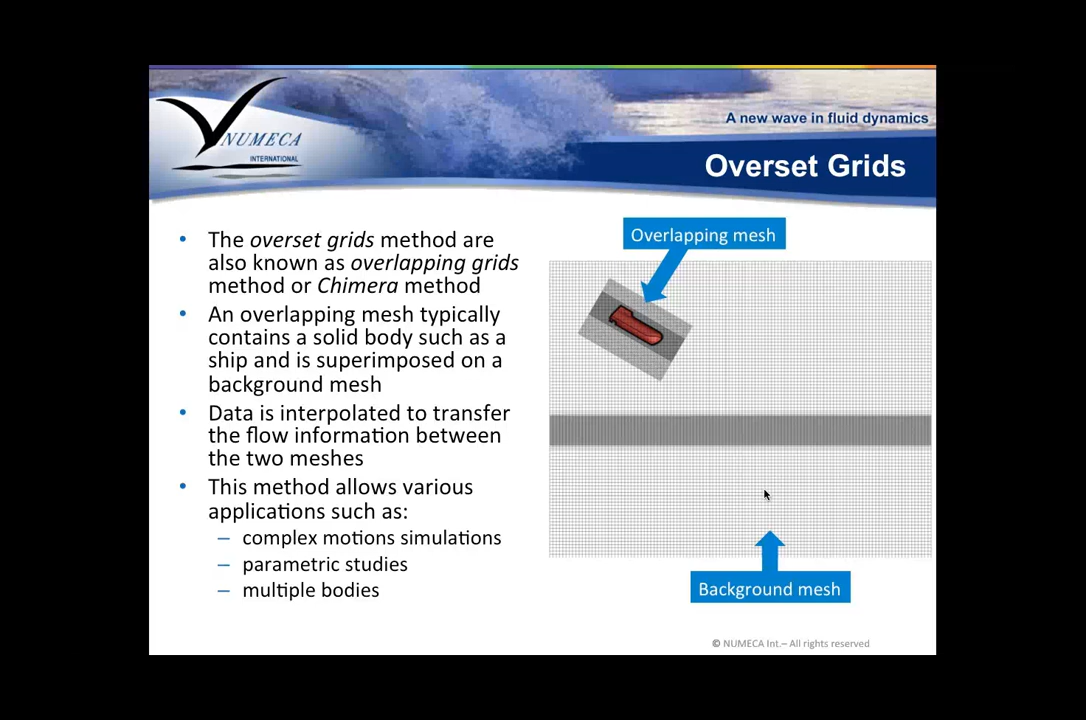 A new wave in fluid dynamics
NUMECA
INTERNATIONAL
Overset Grids
• The overset grids method are
also known as overlapping grids
method or Chimera method
• An overlapping mesh typically
contains a solid body such as a
ship and is superimposed on a
background mesh
• Data is interpolated to transfer
the flow information between
the two meshes
• This method allows various
applications such as:
– complex motions simulations
– parametric studies
– multiple bodies
Overlapping mesh
Background mesh
© NUMECA Int.– All rights reserved